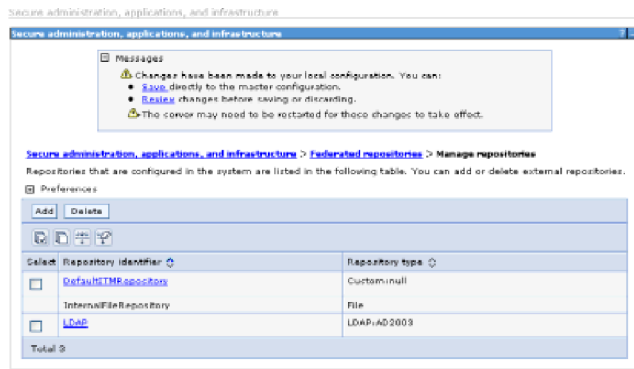 Secure administration, applications, and infrastructure
Secure administration, applications, and infrastructure ?
Messages
Changes have been made to your local configuration. You can:
Save directly to the master configuration.
Review changes before saving or discarding.
The server may need to be restarted for these changes to take effect.
Secure administration, applications, and infrastructure > Federated repositories > Manage repositories
Repositories that are configured in the system are listed in the following table. You can add or delete external repositories.
Preferences
Add Delete
Select Repository identifier Repository type
DefaultITMRepository Custom:null
InternalFileRepository File
LDAP LDAP:AD2003
Total 3